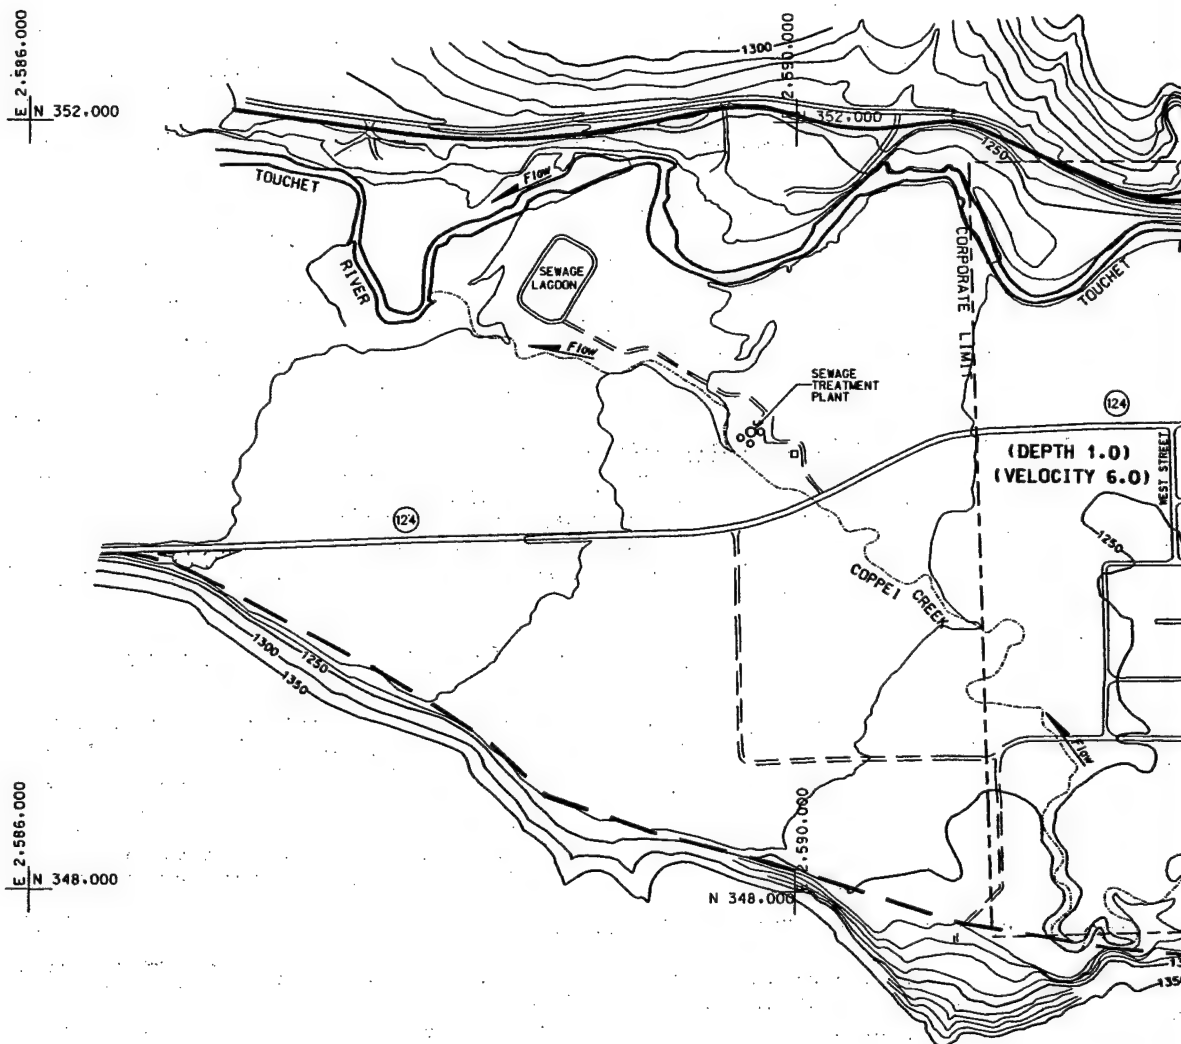 1300
E 2.586.000
2.590.000
N 352.000
352.000
1250
TOUCHET
Flow
CORPORATE LIMIT
SEWAGE
LAGOON
RIVER
TOUCHET
Flow
SEWAGE
TREATMENT
PLANT
124
(DEPTH 1.0)
(VELOCITY 6.0)
WEST STREET
124
1250
COPPEI CREEK
1300
1250
1350
Flow
E 2.586.000
2.590.000
N 348.000
N 348.000
1350